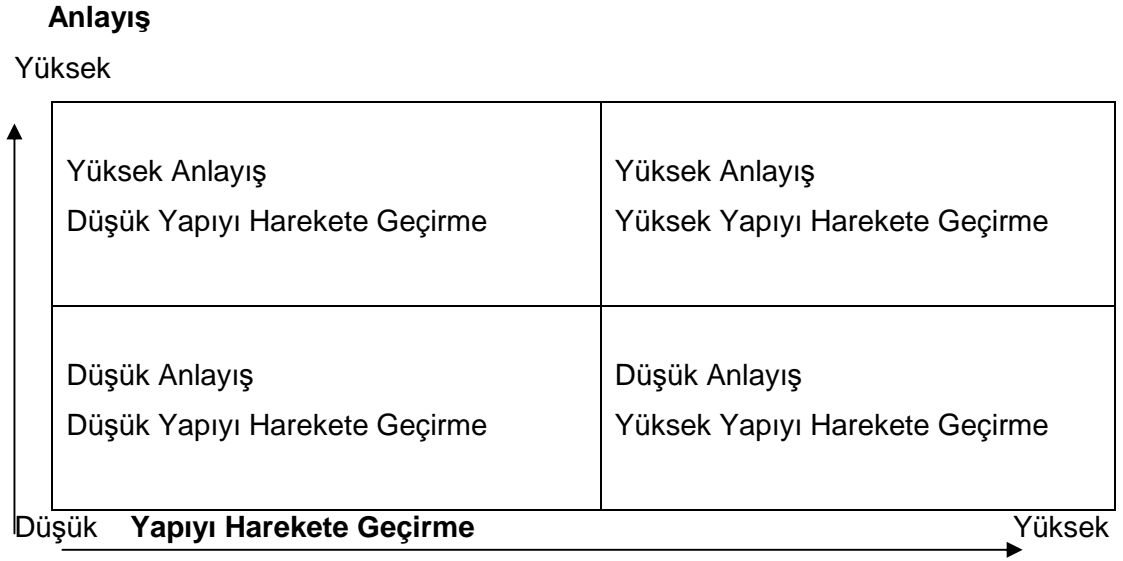 Anlayış
Yüksek
Yüksek Anlayış
Düşük Yapıyı Harekete Geçirme
Yüksek Anlayış
Yüksek Yapıyı Harekete Geçirme
Düşük Anlayış
Düşük Yapıyı Harekete Geçirme
Düşük Anlayış
Yüksek Yapıyı Harekete Geçirme
Düşük Yapıyı Harekete Geçirme Yüksek